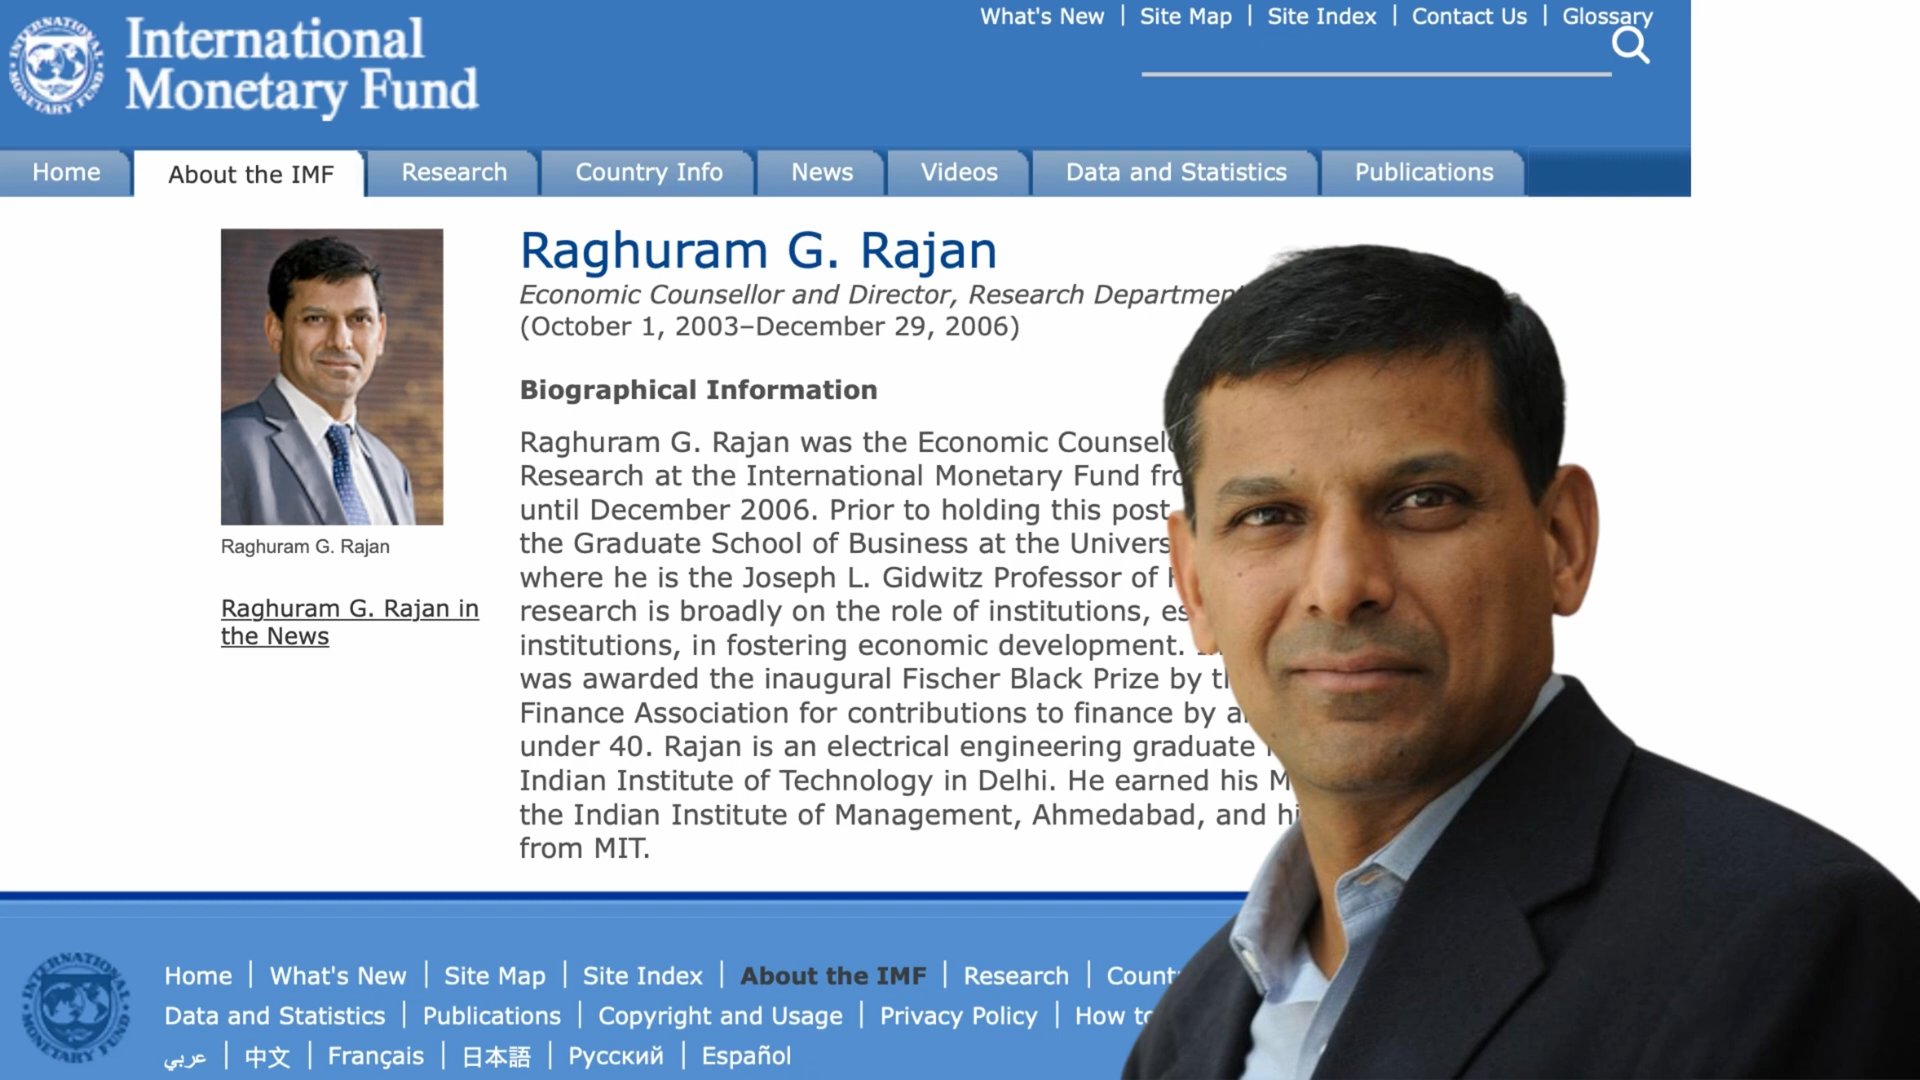 International
Monetary Fund
What's New | Site Map | Site Index | Contact Us | Glossary
Home
About the IMF
Research
Country Info
News
Videos
Data and Statistics
Publications
Raghuram G. Rajan
Raghuram G. Rajan in
the News
Raghuram G. Rajan
Economic Counsellor and Director, Research
(October 1, 2003–December 29, 2006)
Biographical Information
Raghuram G. Rajan was the Economic
Research at the International Monetary Fund
until December 2006. Prior to holding this post
the Graduate School of Business at the
where he is the Joseph L. Gidwitz Professor of
research is broadly on the role of institutions,
institutions, in fostering economic development.
was awarded the inaugural Fischer Black Prize by
Finance Association for contributions to finance by
under 40. Rajan is an electrical engineering graduate
Indian Institute of Technology in Delhi. He earned his
the Indian Institute of Management, Ahmedabad, and
from MIT.
INTERNATIONAL MONETARY FUND
Home | What's New | Site Map | Site Index | About the IMF | Research |
Data and Statistics | Publications | Copyright and Usage | Privacy Policy | How
عربي | 中文 | Français | 日本語 | Русский | Español